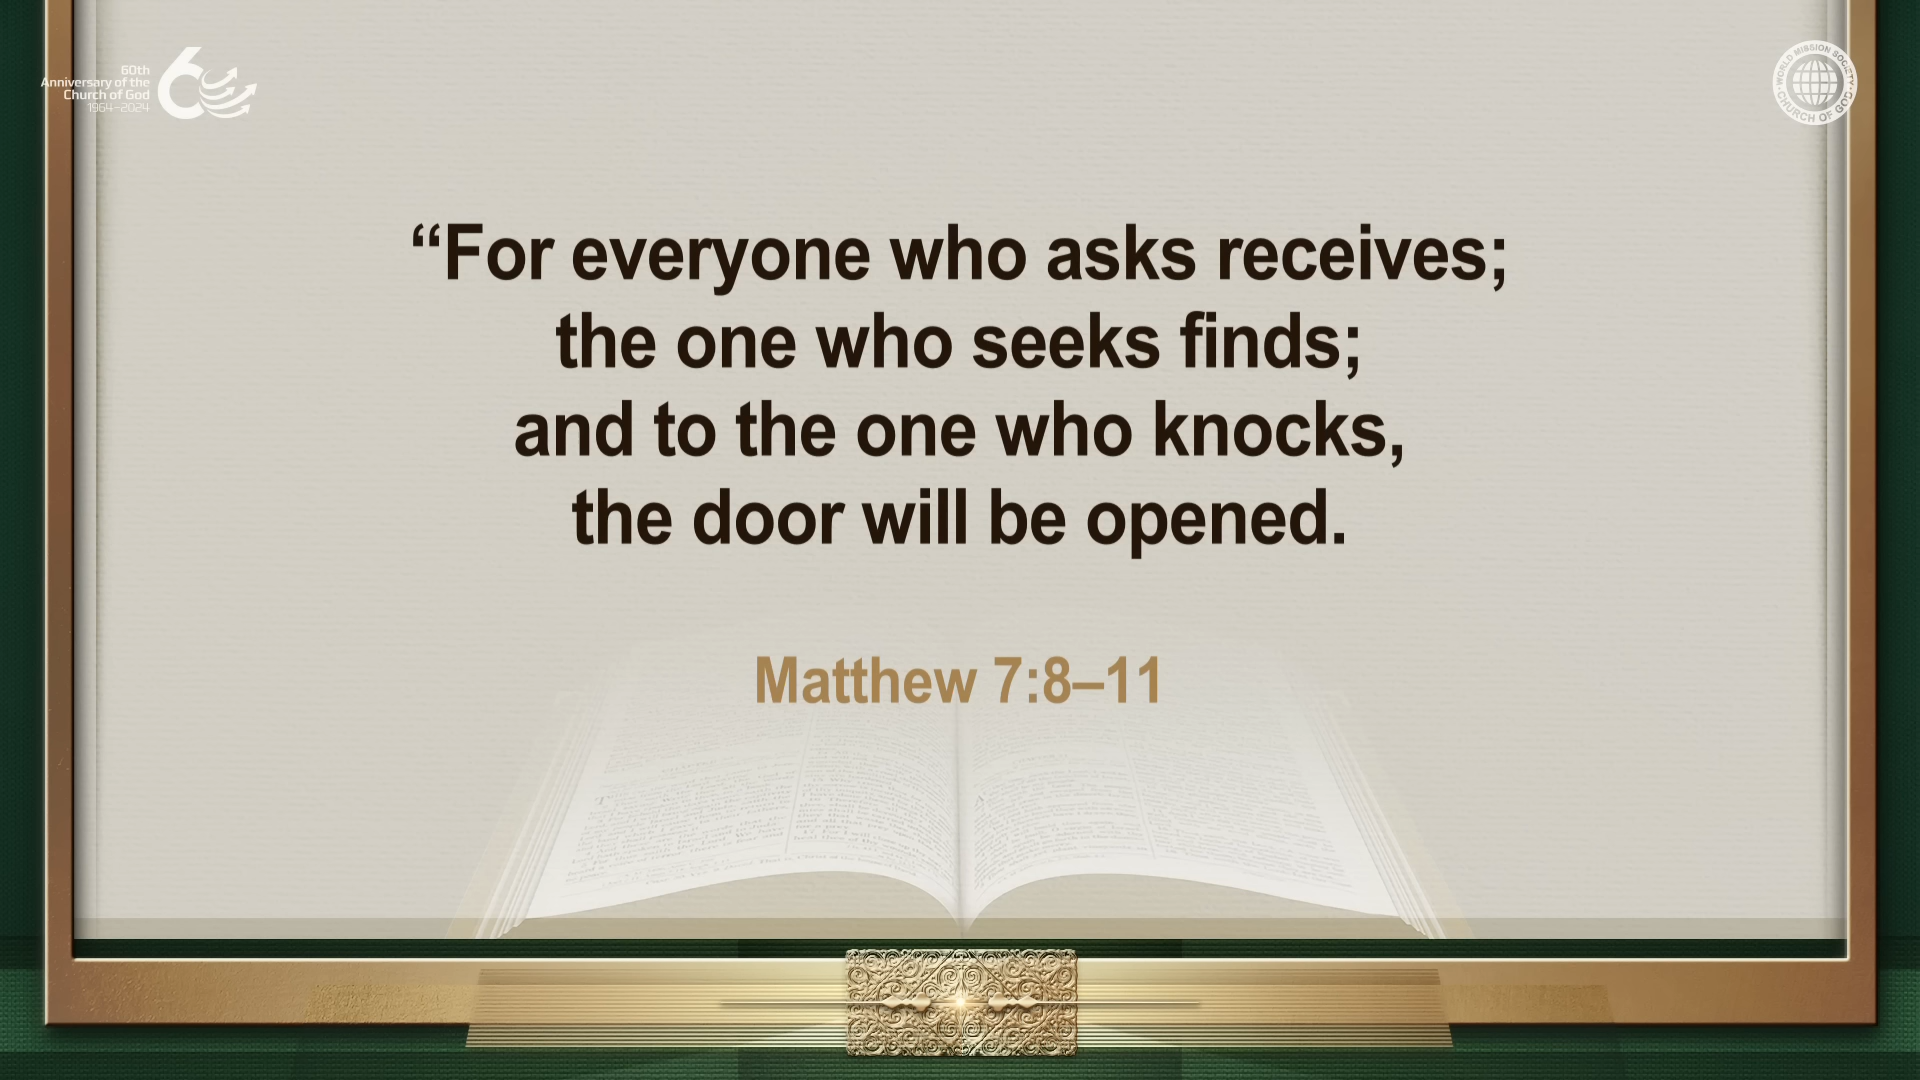 60th
Anniversary of the
Church of God
1964–2024
WORLD MISSION SOCIETY
CHURCH OF GOD
“For everyone who asks receives;
the one who seeks finds;
and to the one who knocks,
the door will be opened.
Matthew 7:8–11